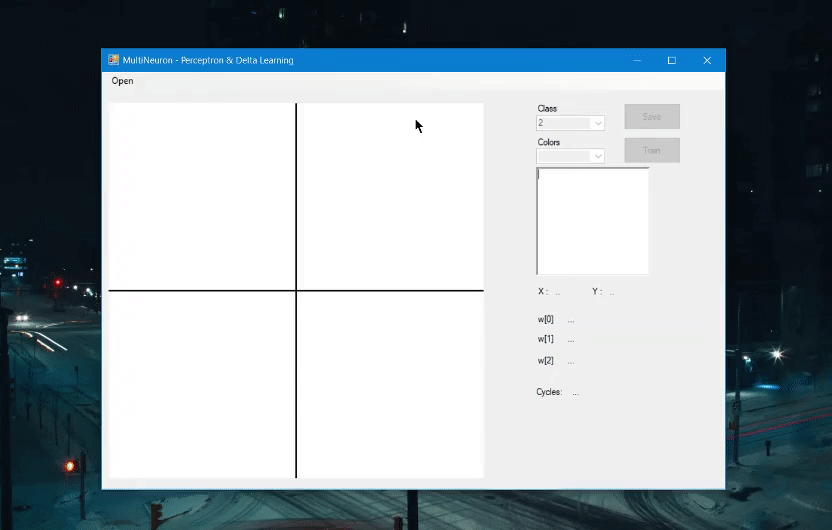 MultiNeuron - Perceptron & Delta Learning
Open
Class
2
Save
Colors
Train
X : ..
Y : ..
w[0] ...
w[1] ...
w[2] ...
Cycles: ...